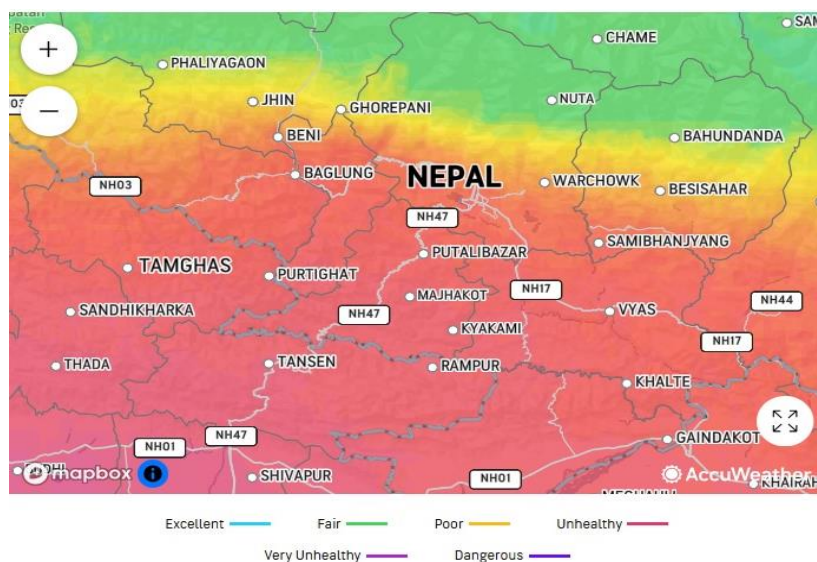 CHAME
PHALIYAGAON
JHIN
NUTA
GHOREPANI
BENI
BAHUNDANDA
BAGLUNG
NEPAL
WARCHOWK
NH03
BESISAHAR
NH47
SAMIBHANJYANG
PUTALIBAZAR
TAMGHAS
PURTIGHAT
NH17
MAJHAKOT
NH44
SANDHIKHARKA
NH47
VYAS
KYAKAMI
NH17
THADA
TANSEN
RAMPUR
KHALTE
NH47
GAINDAKOT
NH01
mapbox
SHIVAPUR
NH01
AccuWeather
Excellent Fair Poor Unhealthy
Very Unhealthy Dangerous